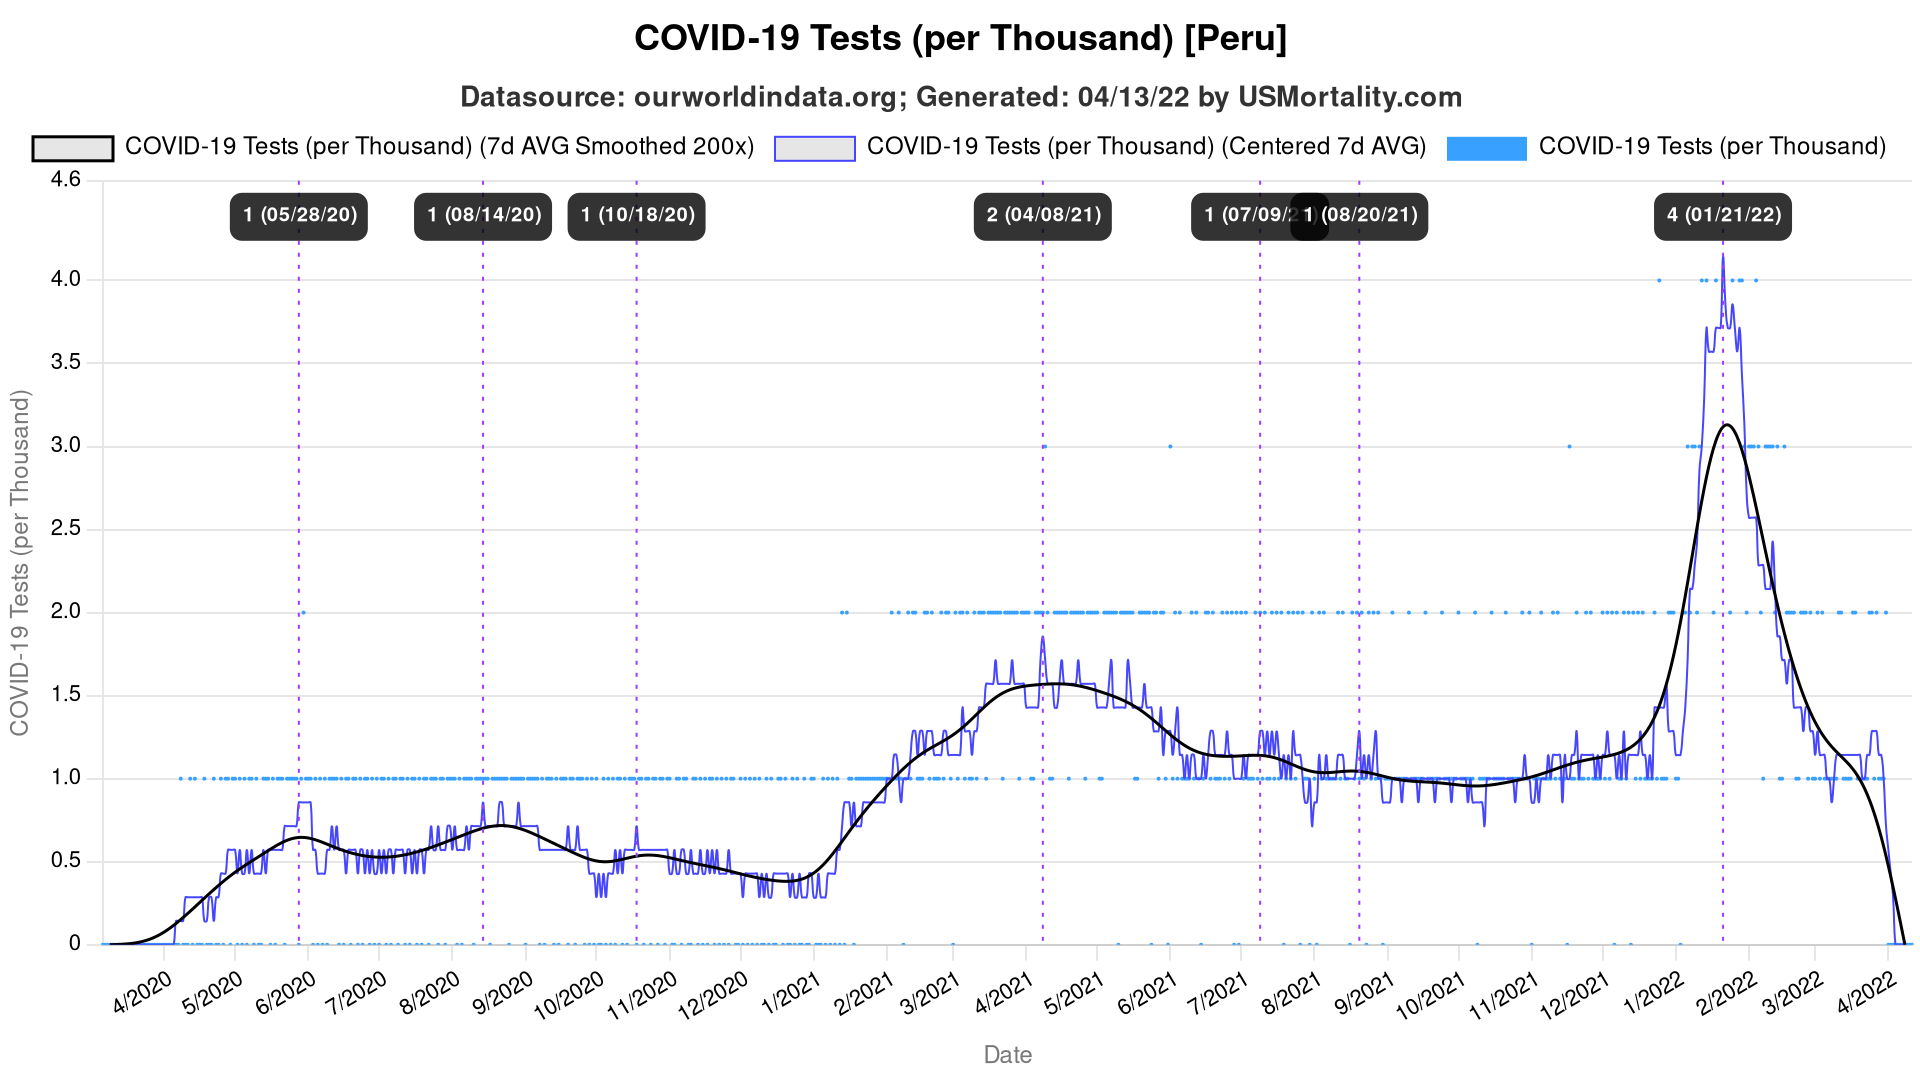 COVID-19 Tests (per Thousand) [Peru]
Datasource: ourworldindata.org; Generated: 04/13/22 by USMortality.com
COVID-19 Tests (per Thousand) (7d AVG Smoothed 200x) COVID-19 Tests (per Thousand) (Centered 7d AVG) COVID-19 Tests (per Thousand)
1 (05/28/20) 1 (08/14/20) 1 (10/18/20) 2 (04/08/21) 1 (07/09/21) 1 (08/20/21) 4 (01/21/22)
COVID-19 Tests (per Thousand)
4.6
4.0
3.5
3.0
2.5
2.0
1.5
1.0
0.5
0
4/2020 5/2020 6/2020 7/2020 8/2020 9/2020 10/2020 11/2020 12/2020 1/2021 2/2021 3/2021 4/2021 5/2021 6/2021 7/2021 8/2021 9/2021 10/2021 11/2021 12/2021 1/2022 2/2022 3/2022 4/2022
Date